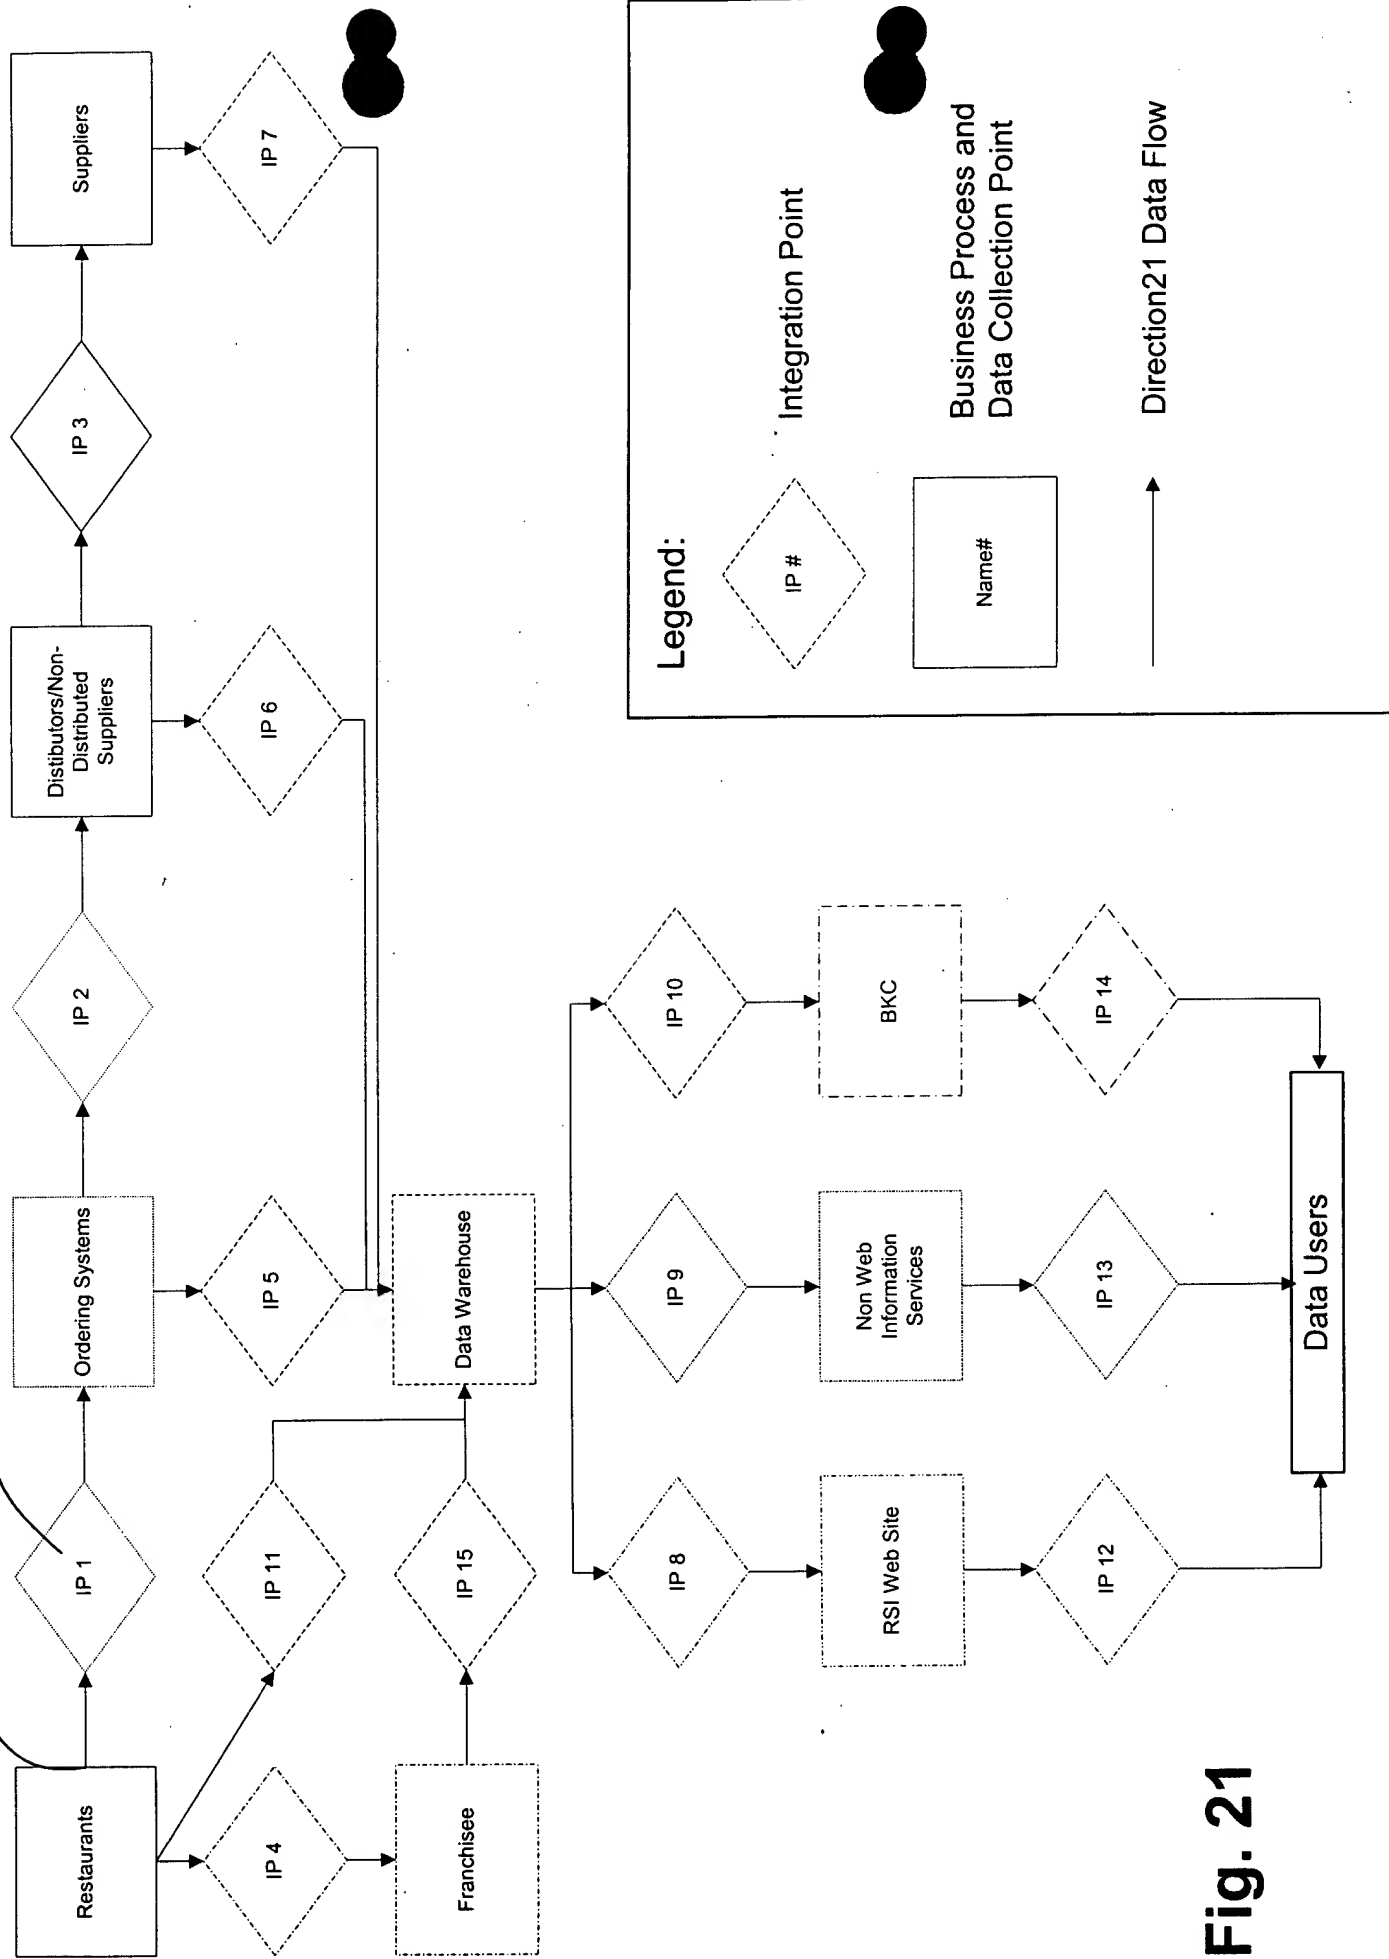 Restaurants
IP 1
Ordering Systems
IP 2
Distibutors/Non-
Distributed
Suppliers
IP 3
Suppliers
IP 4
IP 11
IP 5
IP 6
IP 7
Franchisee
IP 15
Data Warehouse
IP 8
IP 9
IP 10
RSI Web Site
Non Web
Information
Services
BKC
IP 12
IP 13
IP 14
Data Users
Legend:
IP #
Integration Point
Name#
Business Process and
Data Collection Point
Direction21 Data Flow
Fig. 21